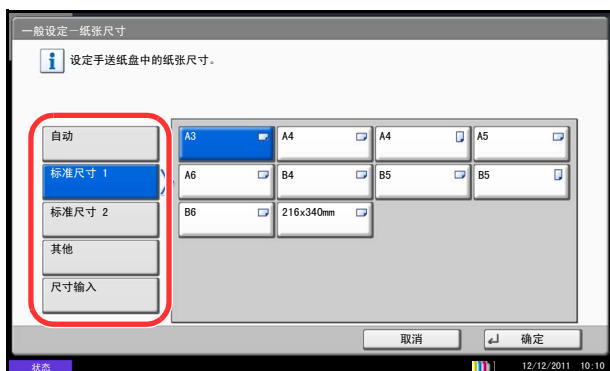 一般设定－纸张尺寸
设定手送纸盘中的纸张尺寸。
自动
A3
A4
A4
A5
标准尺寸 1
A6
B4
B5
B5
标准尺寸 2
B6
216x340mm
其他
尺寸输入
取消
确定
状态
12/12/2011 10:10